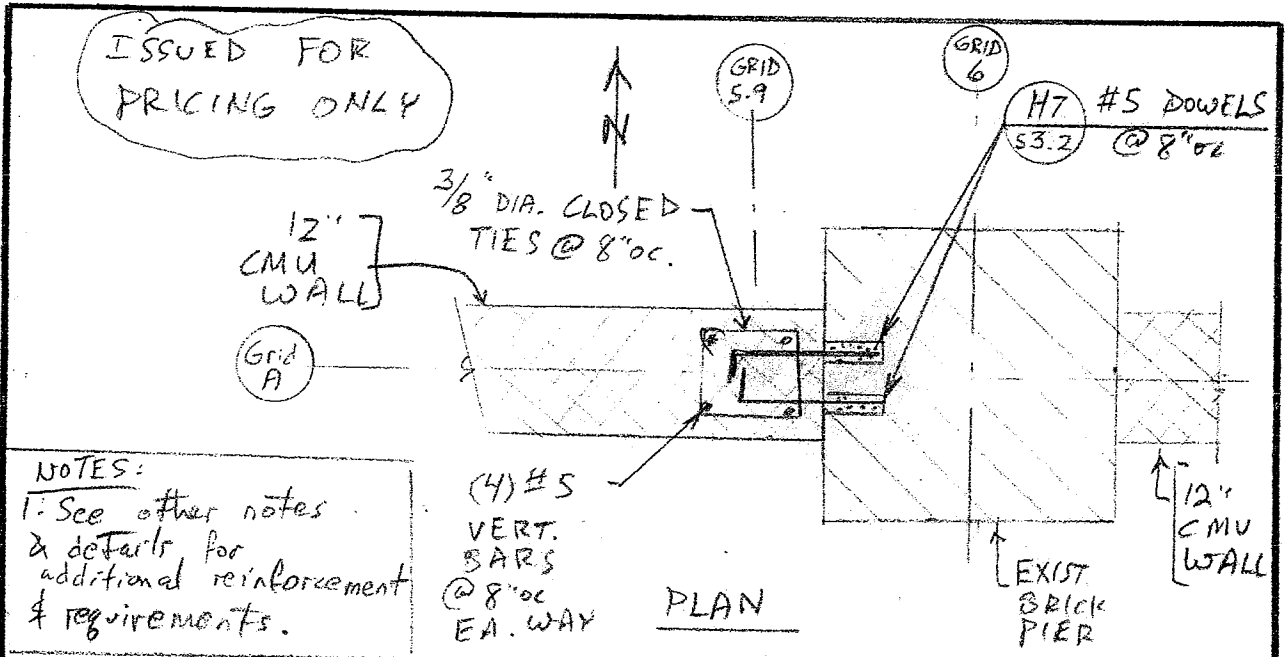 ISSUED FOR
PRICING ONLY
N
GRID
5.9
GRID
6
H7
S3.2
#5 DOWELS
@ 8"oc
3/8" DIA. CLOSED
TIES @ 8"oc.
12"
CMU
WALL
Grid
A
NOTES:
1. See other notes
& details for
additional reinforcement
& requirements.
(4) #5
VERT.
BARS
@ 8"oc
EA. WAY
PLAN
EXIST
BRICK
PIER
12"
CMU
WALL